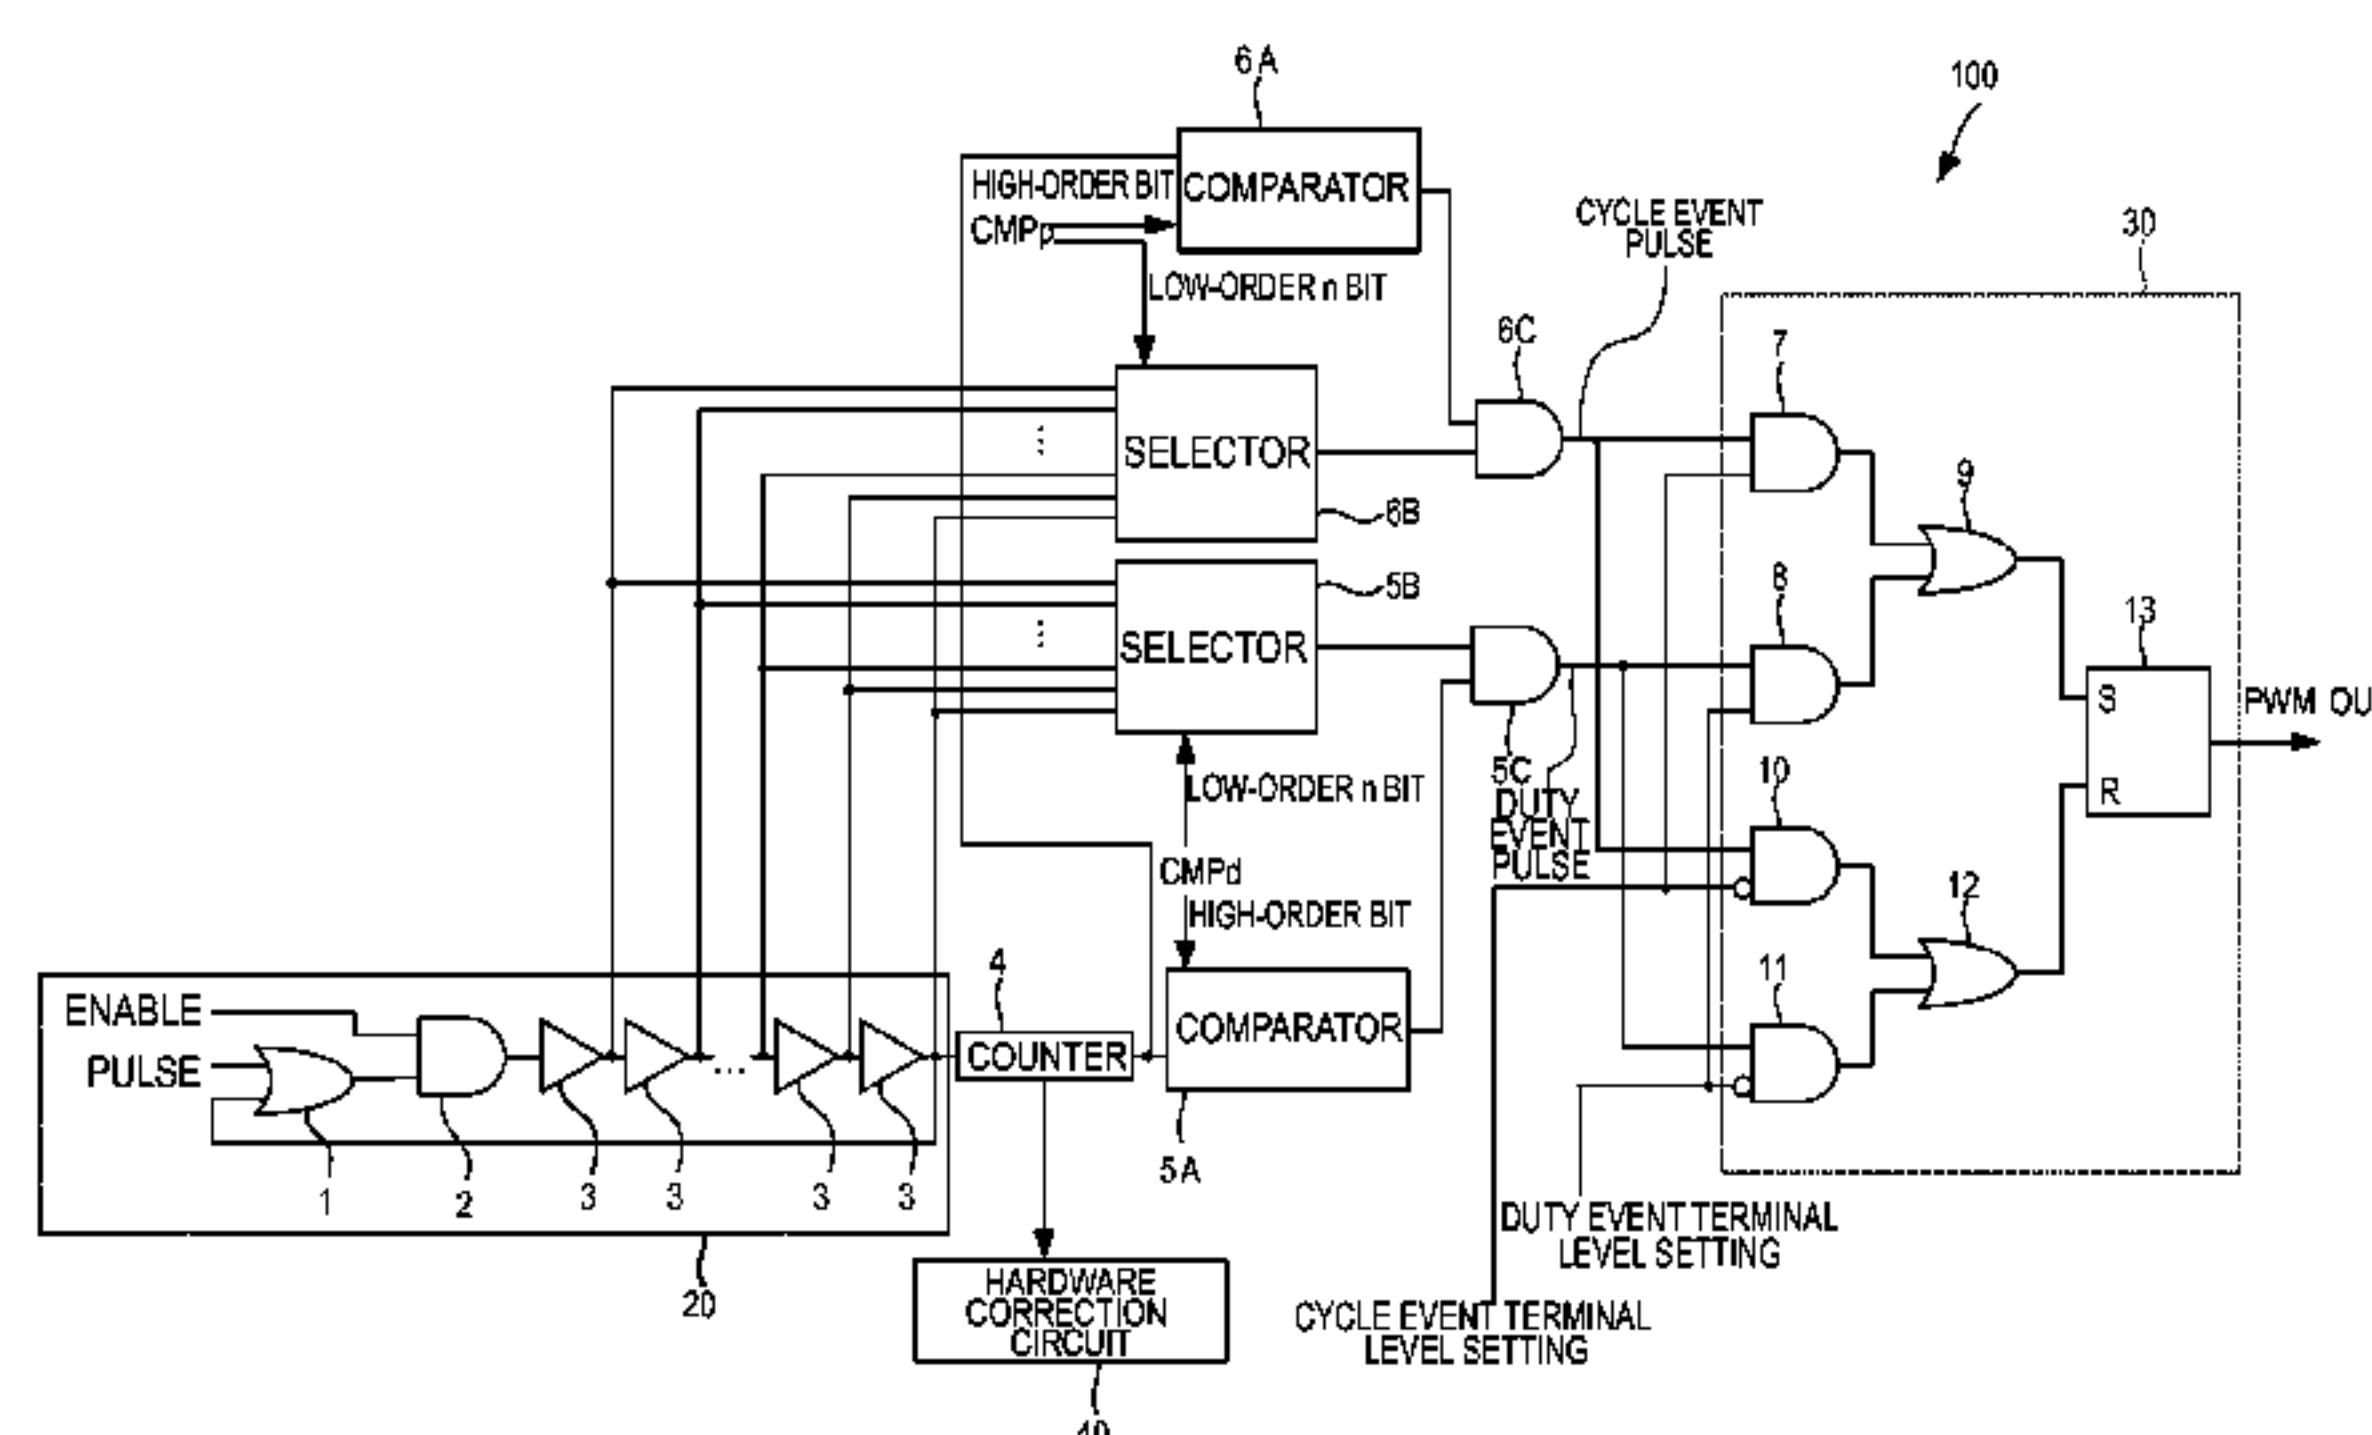 6A
100
HIGH-ORDER BIT
COMPARATOR
CMPp
CYCLE EVENT
PULSE
30
LOW-ORDER n BIT
6C
7
SELECTOR
9
6B
5B
8
13
SELECTOR
S
PWM OU
LOW-ORDER n BIT
5C
10
R
DUTY
EVENT
PULSE
CMPd
HIGH-ORDER BIT
12
4
11
ENABLE
COUNTER
COMPARATOR
PULSE
...
5A
1
2
3
3
3
3
DUTY EVENT TERMINAL
LEVEL SETTING
20
HARDWARE
CORRECTION
CIRCUIT
CYCLE EVENT TERMINAL
LEVEL SETTING